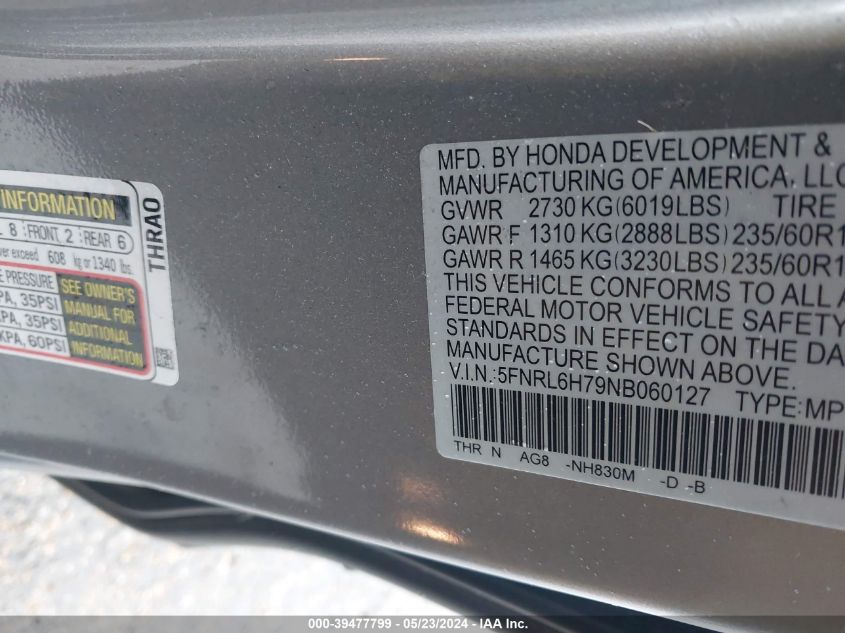 INFORMATION
8 FRONT 2 REAR 6
exceed 608 kg or 1340 lbs.
PRESSURE SEE OWNER'S
35PSI MANUAL FOR
35PSI ADDITIONAL
60PSI INFORMATION
THRA0
MFD. BY HONDA DEVELOPMENT &
MANUFACTURING OF AMERICA, LLC
GVWR 2730 KG(6019LBS) TIRE
GAWR F 1310 KG(2888LBS) 235/60R1
GAWR R 1465 KG(3230LBS) 235/60R1
THIS VEHICLE CONFORMS TO ALL A
FEDERAL MOTOR VEHICLE SAFETY
STANDARDS IN EFFECT ON THE DA
MANUFACTURE SHOWN ABOVE.
V.I.N.:5FNRL6H79NB060127 TYPE:MP
THR N AG8 -NH830M -D -B
000-39477799 - 05/23/2024 - IAA Inc.